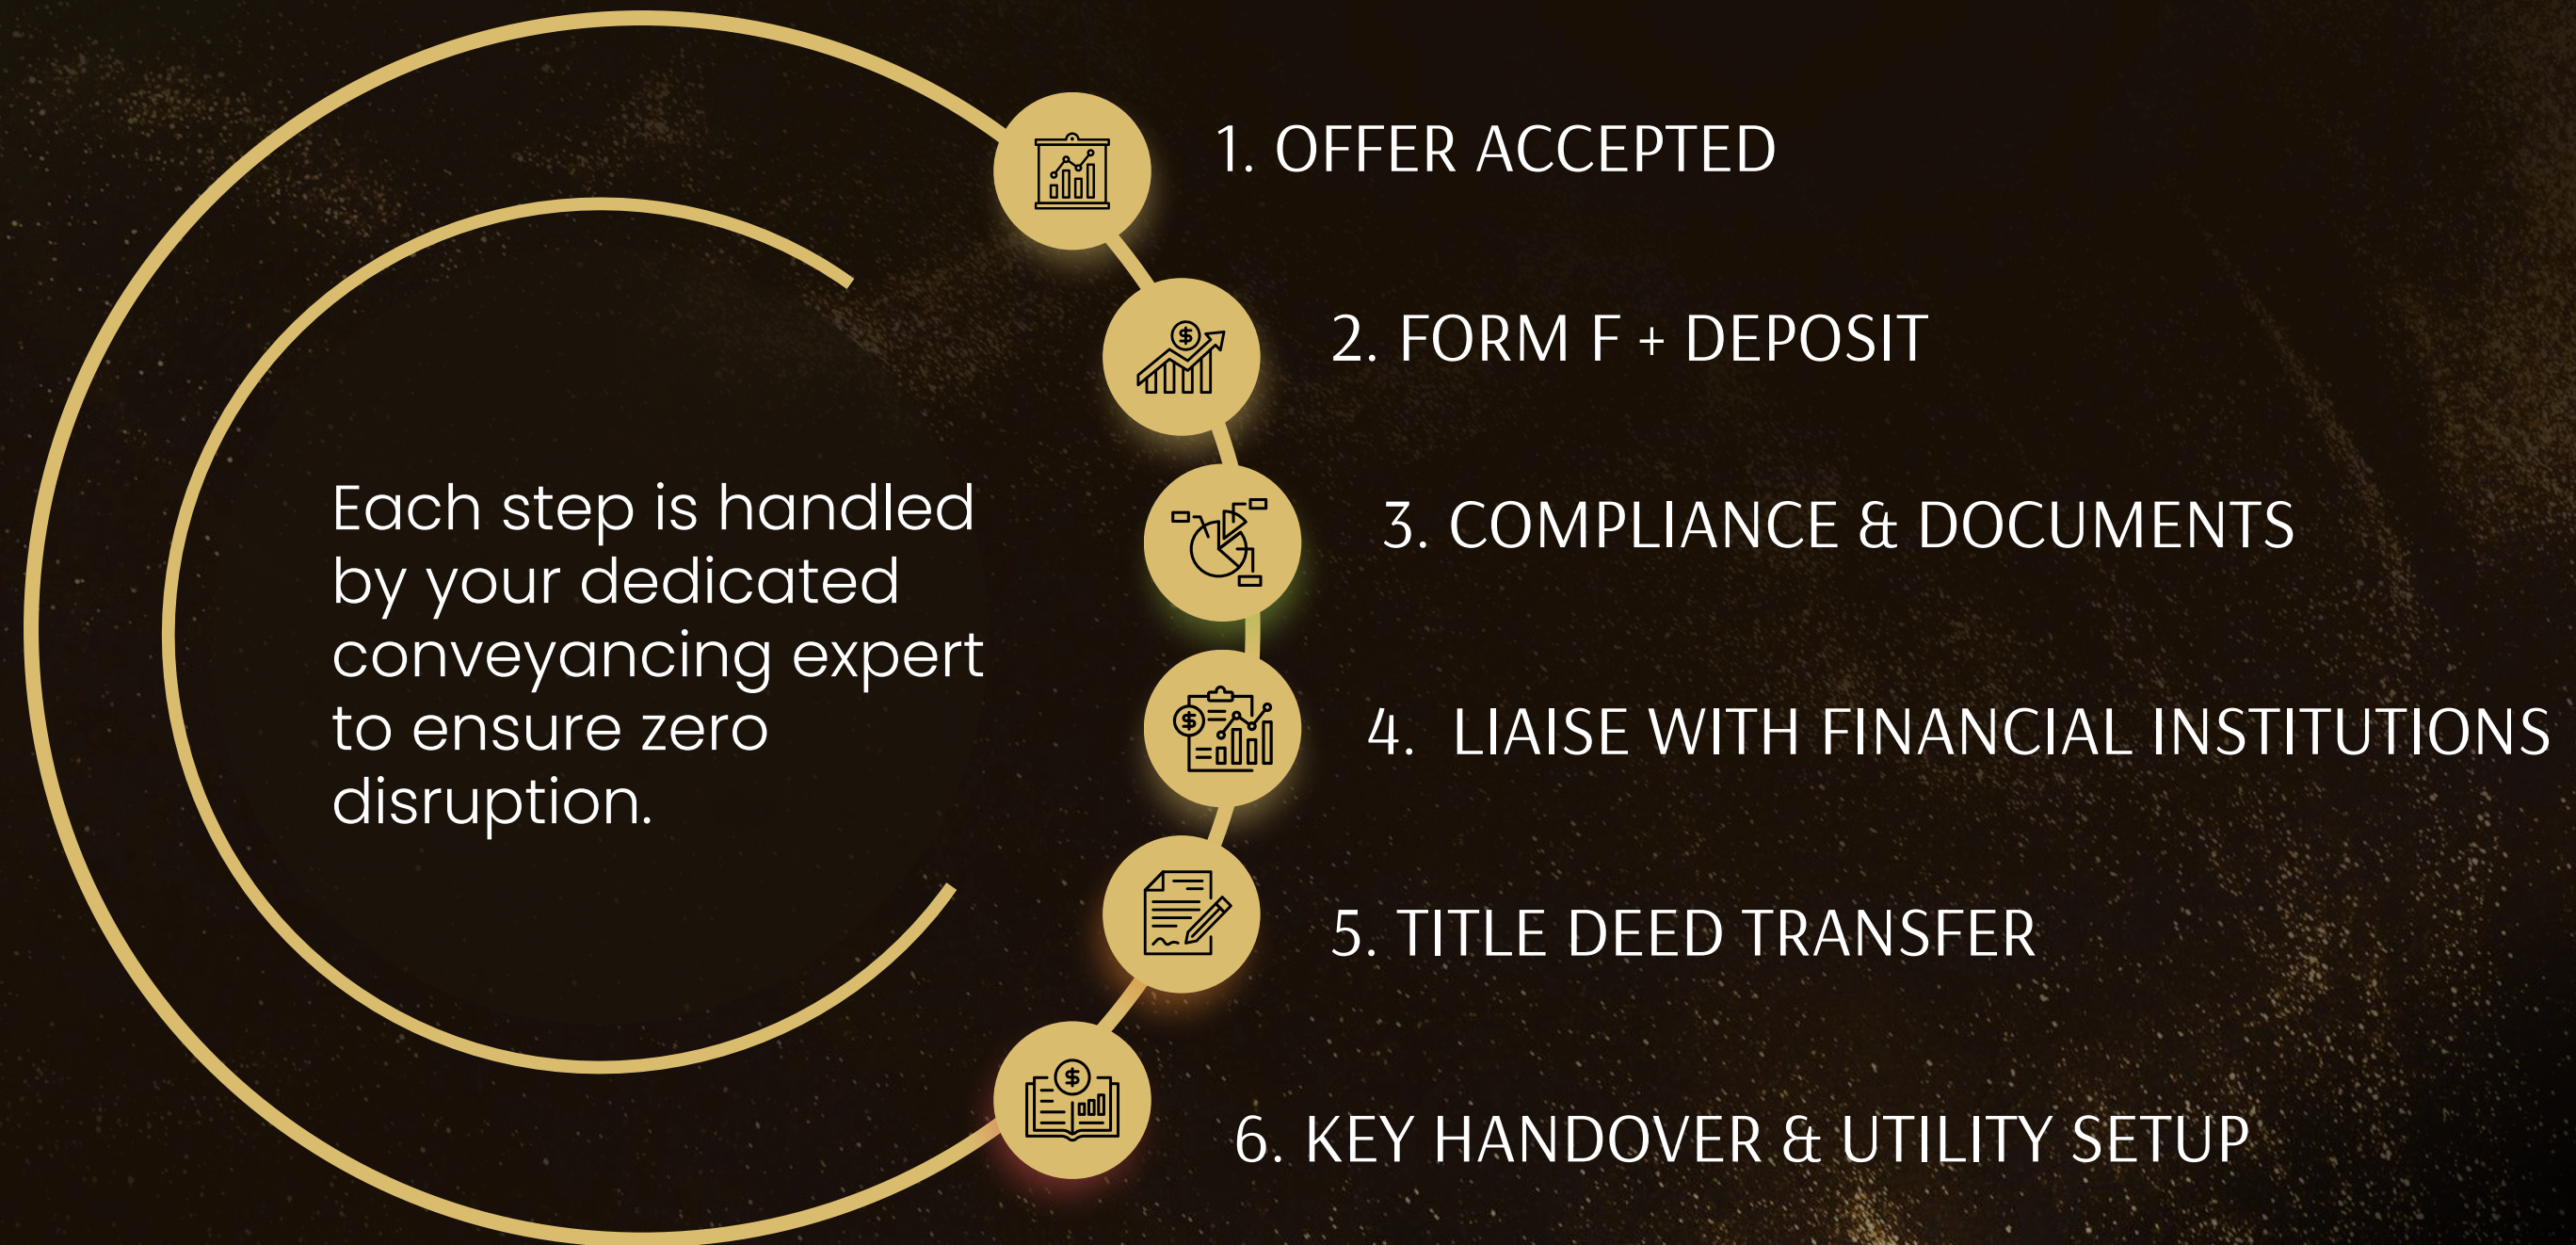 1. OFFER ACCEPTED
2. FORM F + DEPOSIT
3. COMPLIANCE & DOCUMENTS
4. LIAISE WITH FINANCIAL INSTITUTIONS
5. TITLE DEED TRANSFER
6. KEY HANDOVER & UTILITY SETUP
Each step is handled
by your dedicated
conveyancing expert
to ensure zero
disruption.